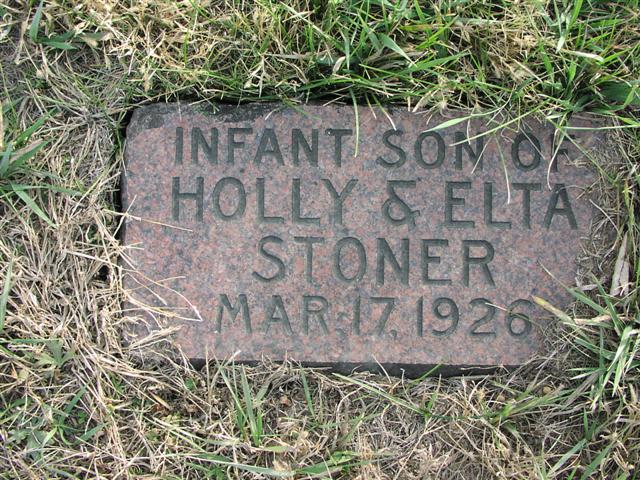 INFANT SON OF
HOLLY & ELTA
STONER
MAR. 17, 1926